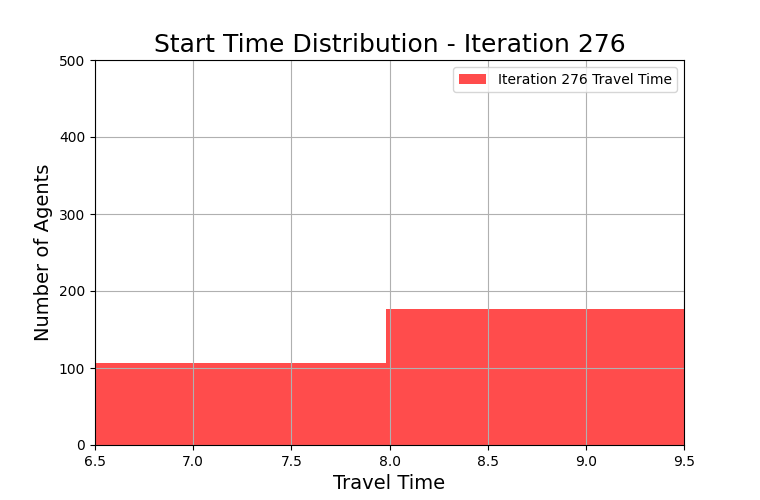 Start Time Distribution - Iteration 276
Iteration 276 Travel Time
Number of Agents
500
400
300
200
100
0
6.5 7.0 7.5 8.0 8.5 9.0 9.5
Travel Time